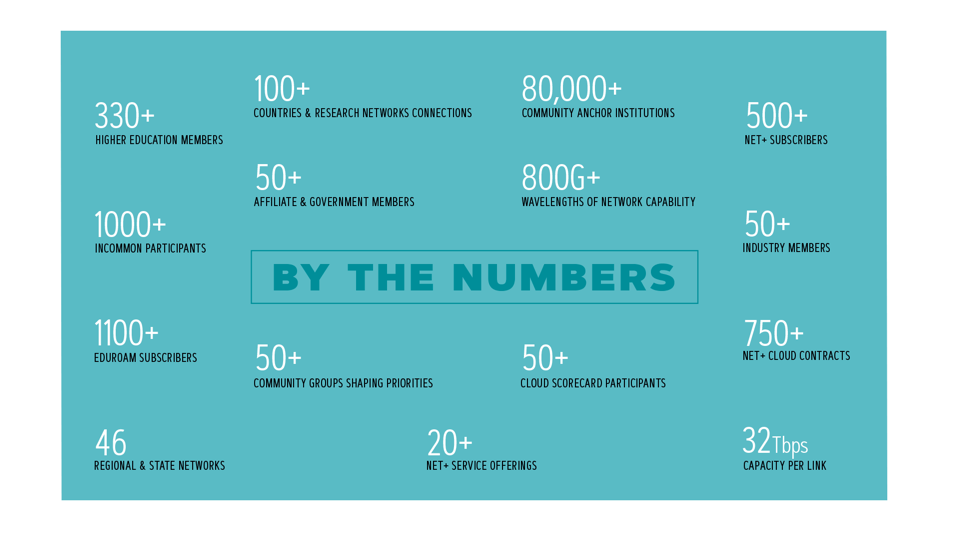 100+
COUNTRIES & RESEARCH NETWORKS CONNECTIONS
80,000+
COMMUNITY ANCHOR INSTITUTIONS
330+
HIGHER EDUCATION MEMBERS
500+
NET+ SUBSCRIBERS
50+
AFFILIATE & GOVERNMENT MEMBERS
800G+
WAVELENGTHS OF NETWORK CAPABILITY
1000+
INCOMMON PARTICIPANTS
50+
INDUSTRY MEMBERS
BY THE NUMBERS
1100+
EDUROAM SUBSCRIBERS
750+
NET+ CLOUD CONTRACTS
50+
COMMUNITY GROUPS SHAPING PRIORITIES
50+
CLOUD SCORECARD PARTICIPANTS
46
REGIONAL & STATE NETWORKS
20+
NET+ SERVICE OFFERINGS
32Tbps
CAPACITY PER LINK